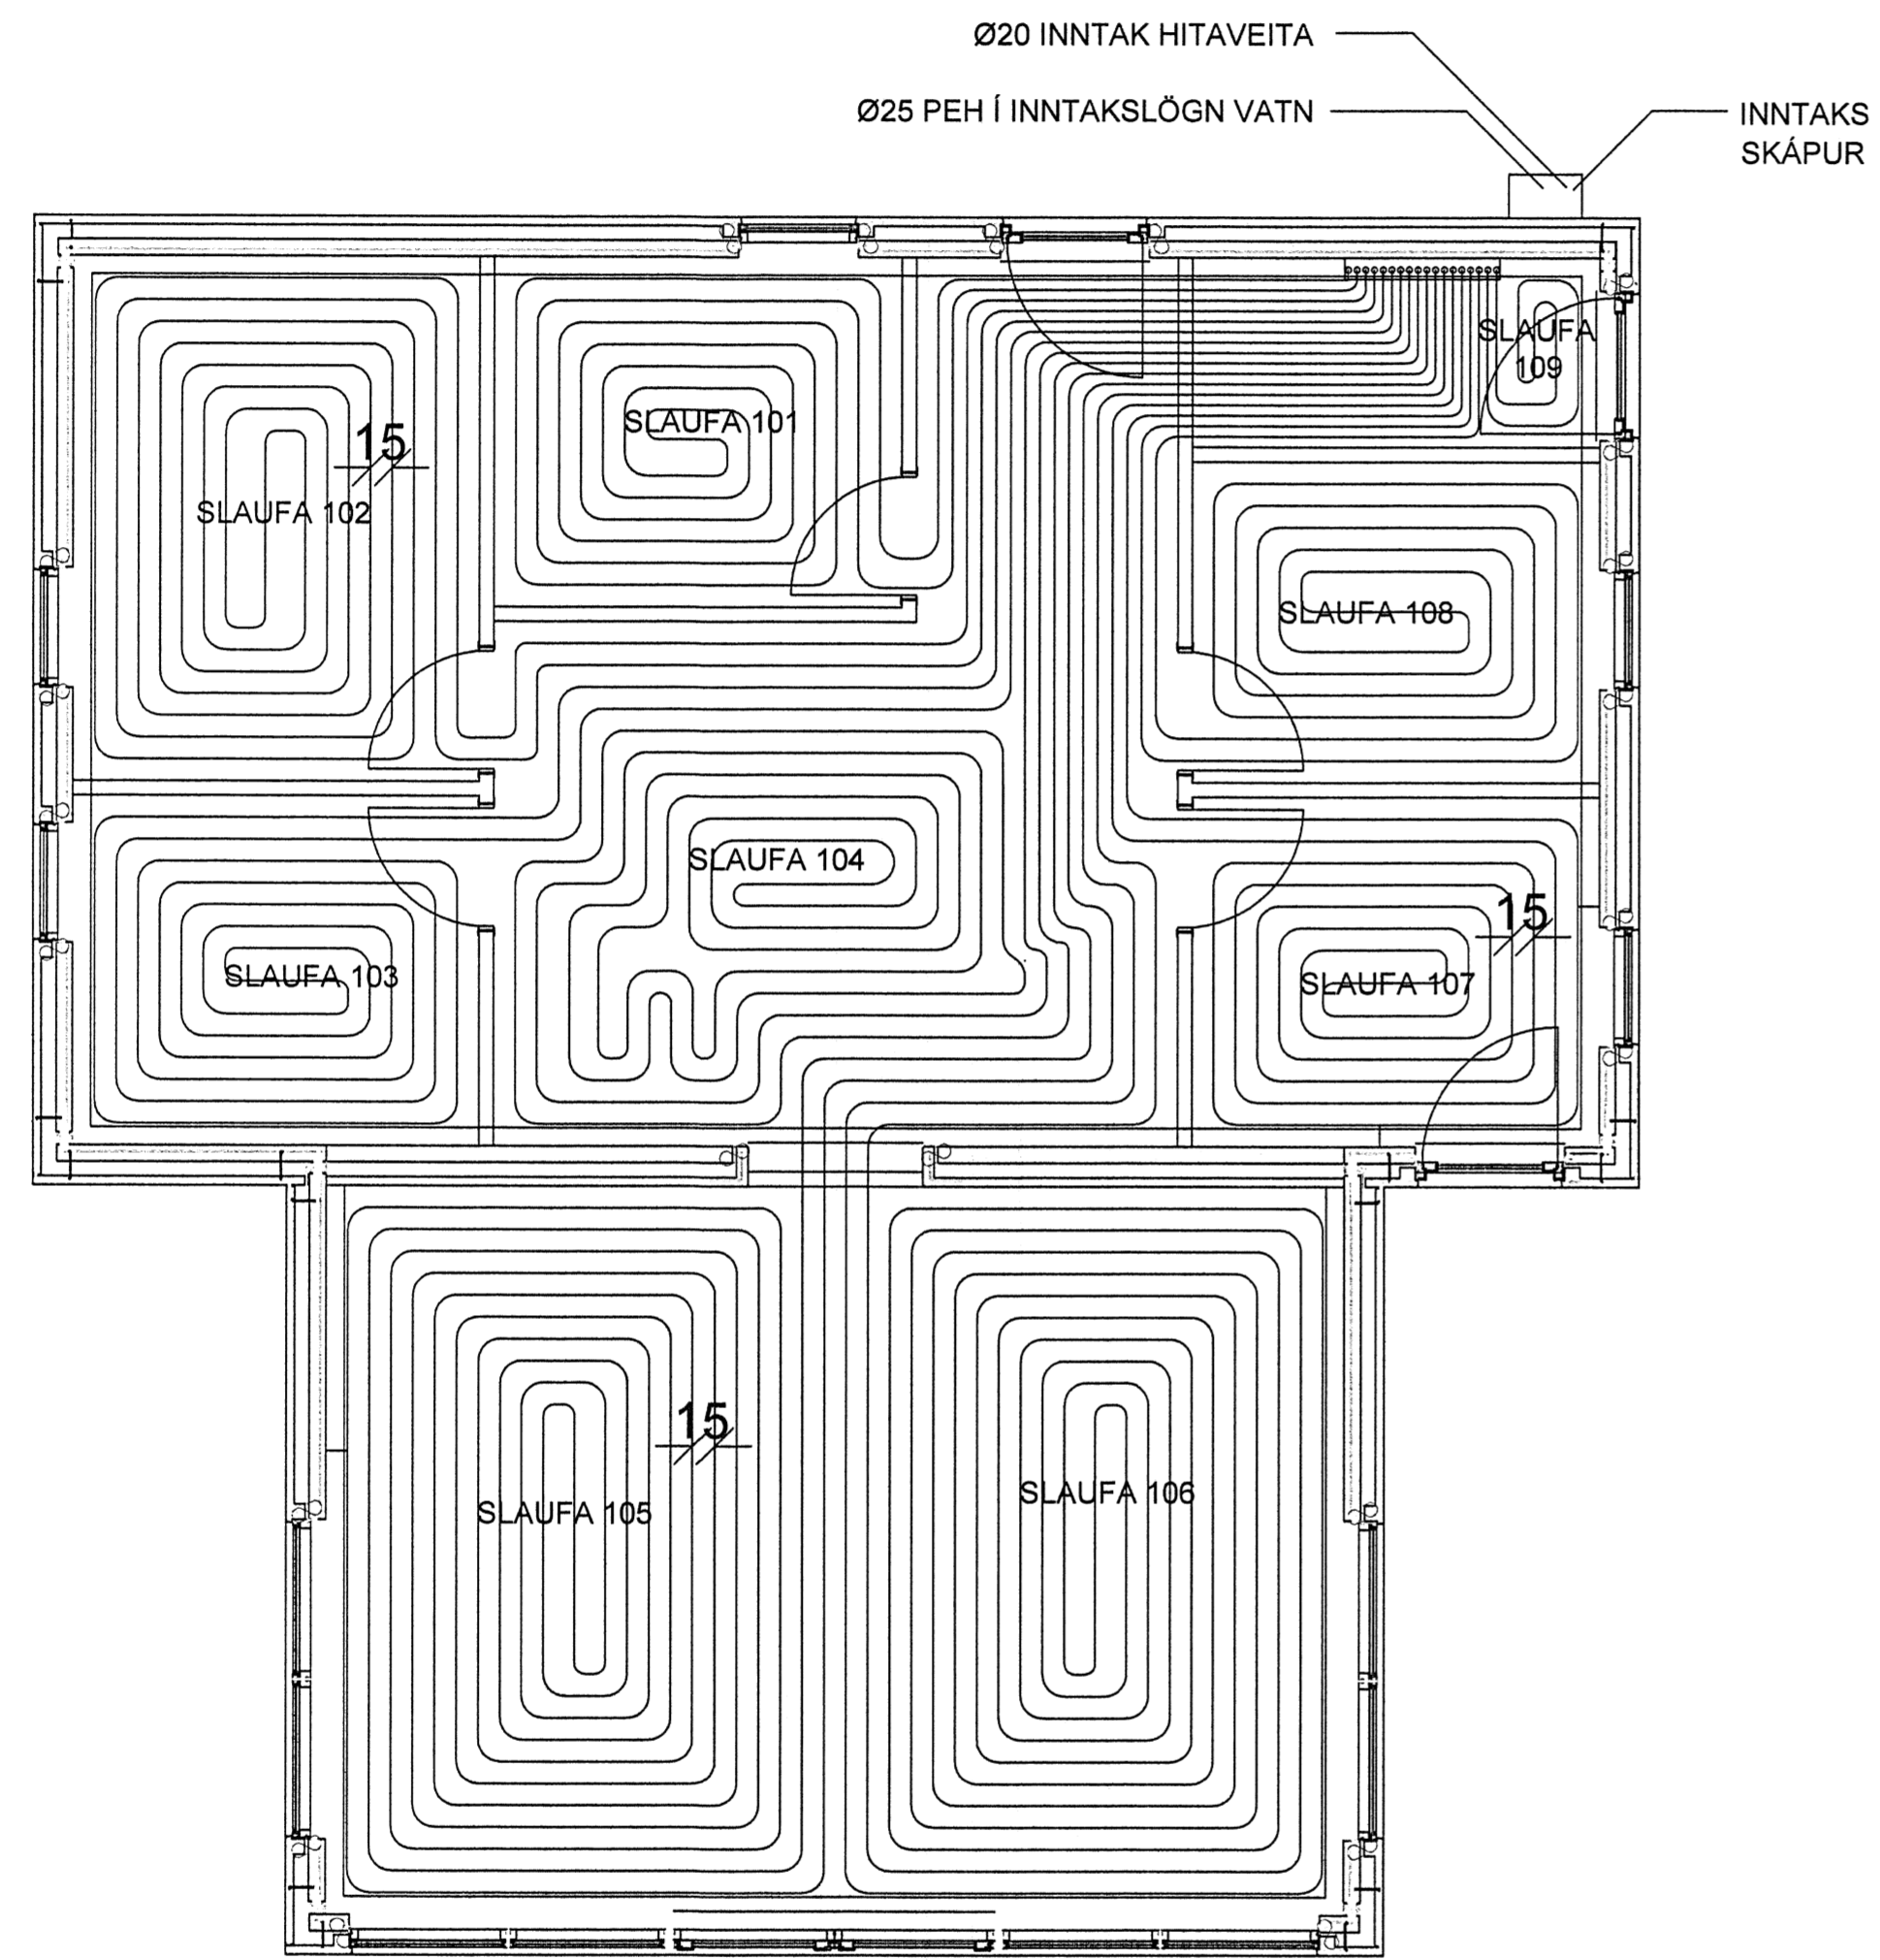 Ø20 INNTAK HITAVEITA
Ø25 PEH Í INNTAKSLÖGN VATN
INNTAKS
SKÁPUR
SLAUFA
109
SLAUFA 101
15
SLAUFA 102
SLAUFA 108
SLAUFA 104
15
SLAUFA 103
SLAUFA 107
15
SLAUFA 105
SLAUFA 106